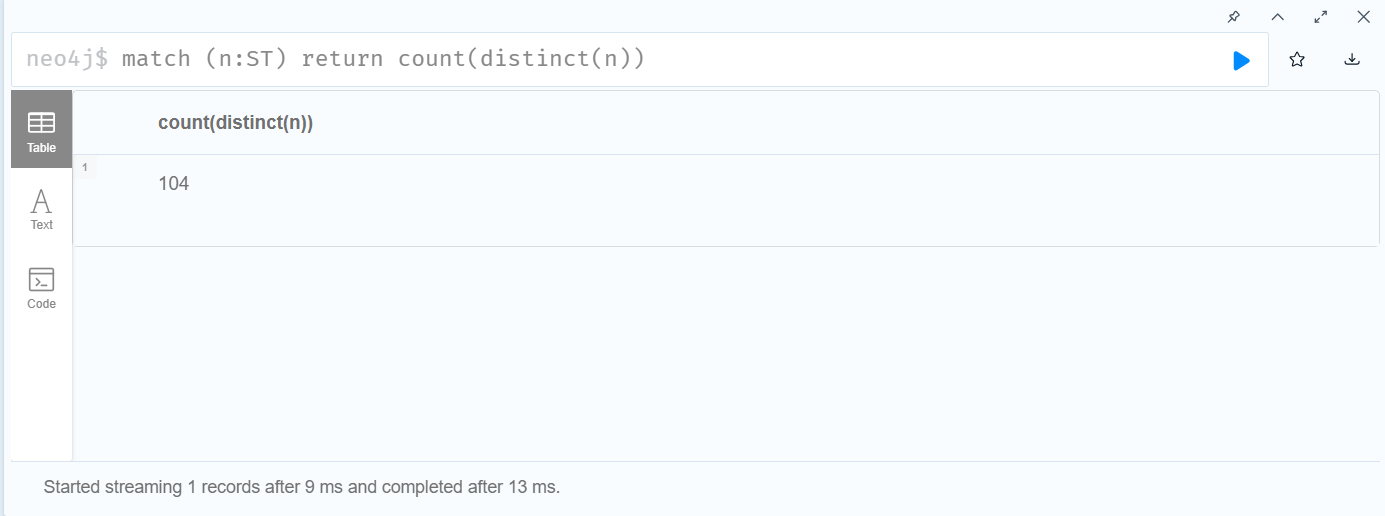 neo4j$ match (n:ST) return count(distinct(n))
Table
count(distinct(n))
1
104
Text
Code
Started streaming 1 records after 9 ms and completed after 13 ms.